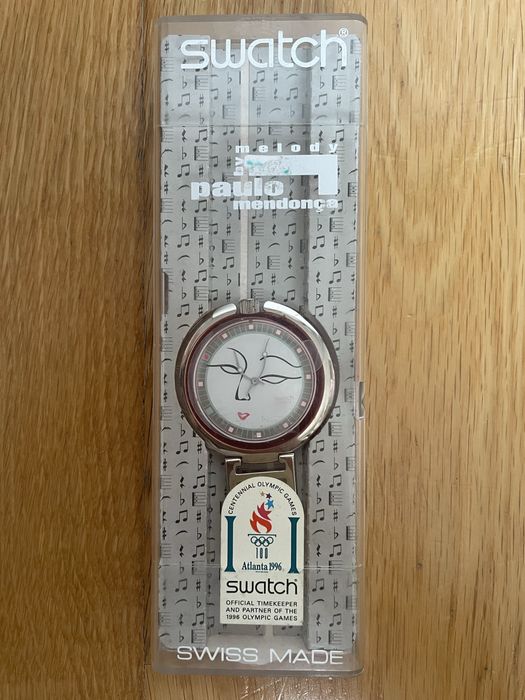 swatch®
melody
by
paulo
mendonça
CENTENNIAL OLYMPIC GAMES
100
Atlanta 1996
swatch
OFFICIAL TIMEKEEPER
AND PARTNER OF THE
1996 OLYMPIC GAMES
SWISS MADE